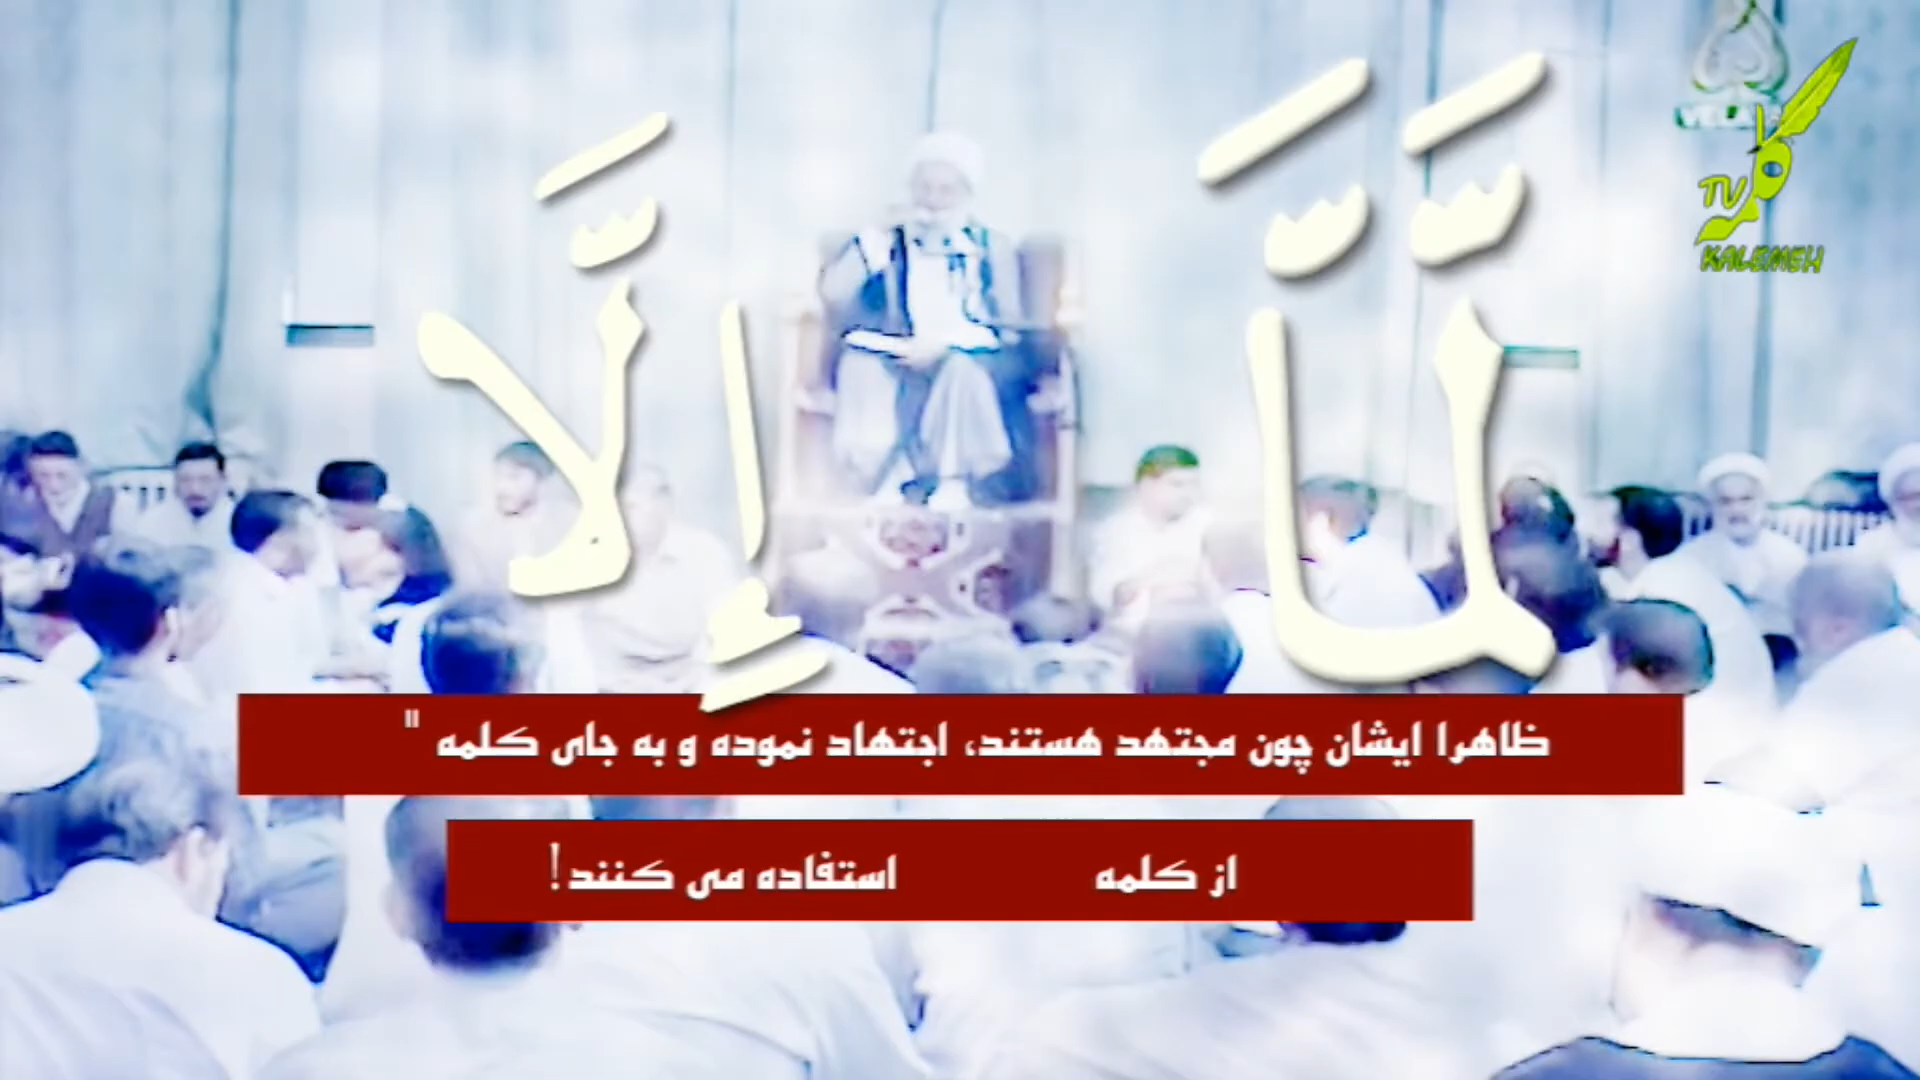 لَمَّا إِلَّا
ظاهرا ایشان چون مجتهد هستند، اجتهاد نموده و به جای کلمه "
از کلمه استفاده می کنند!
TV
KALEMEH